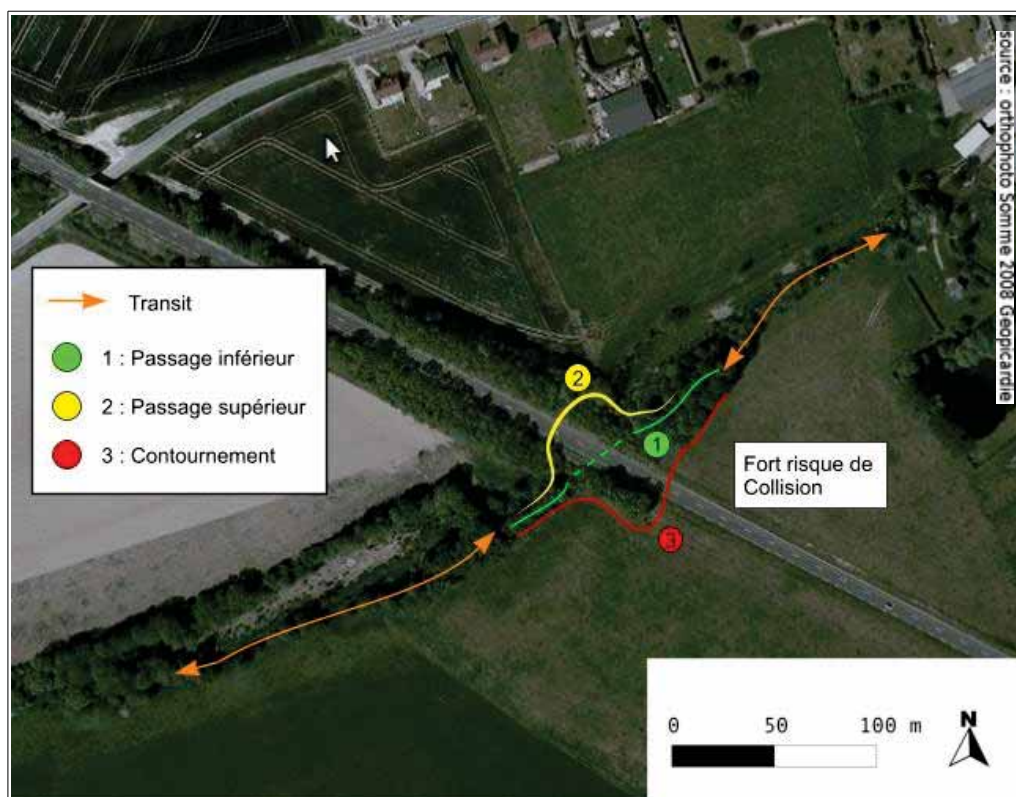 source : orthophoto Somme 2008 Geopicardie
Transit
1 : Passage inférieur
2 : Passage supérieur
3 : Contournement
2
1
3
Fort risque de
Collision
0 50 100 m
N